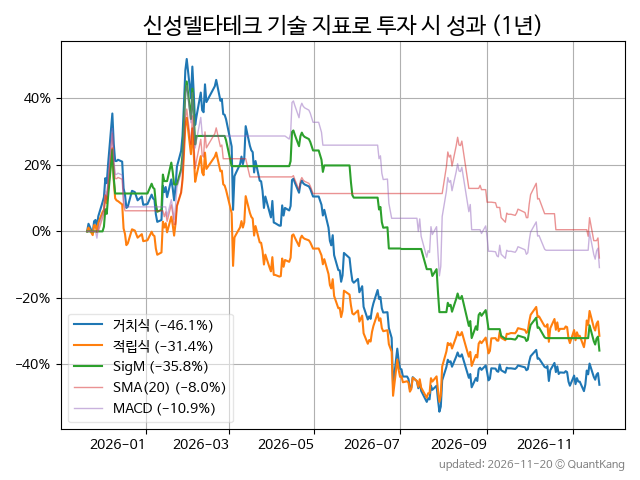 신성델타테크 기술 지표로 투자 시 성과 (1년)
40%
20%
0%
−20%
−40%
거치식 (−46.1%)
적립식 (−31.4%)
SigM (−35.8%)
SMA(20) (−8.0%)
MACD (−10.9%)
2026-01
2026-03
2026-05
2026-07
2026-09
2026-11
updated: 2026-11-20 © QuantKang